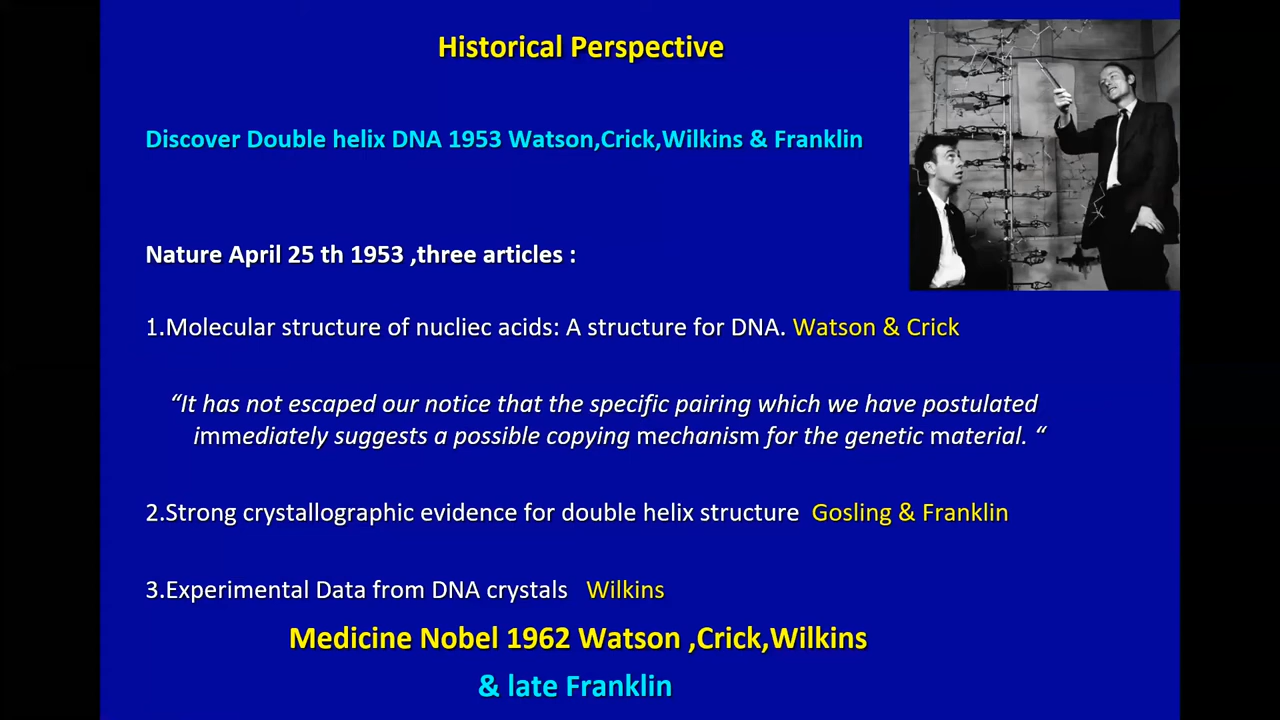 Historical Perspective
Discover Double helix DNA 1953 Watson,Crick,Wilkins & Franklin
Nature April 25 th 1953 ,three articles :
1.Molecular structure of nucliec acids: A structure for DNA. Watson & Crick
“It has not escaped our notice that the specific pairing which we have postulated
immediately suggests a possible copying mechanism for the genetic material. “
2.Strong crystallographic evidence for double helix structure Gosling & Franklin
3.Experimental Data from DNA crystals Wilkins
Medicine Nobel 1962 Watson ,Crick,Wilkins
& late Franklin